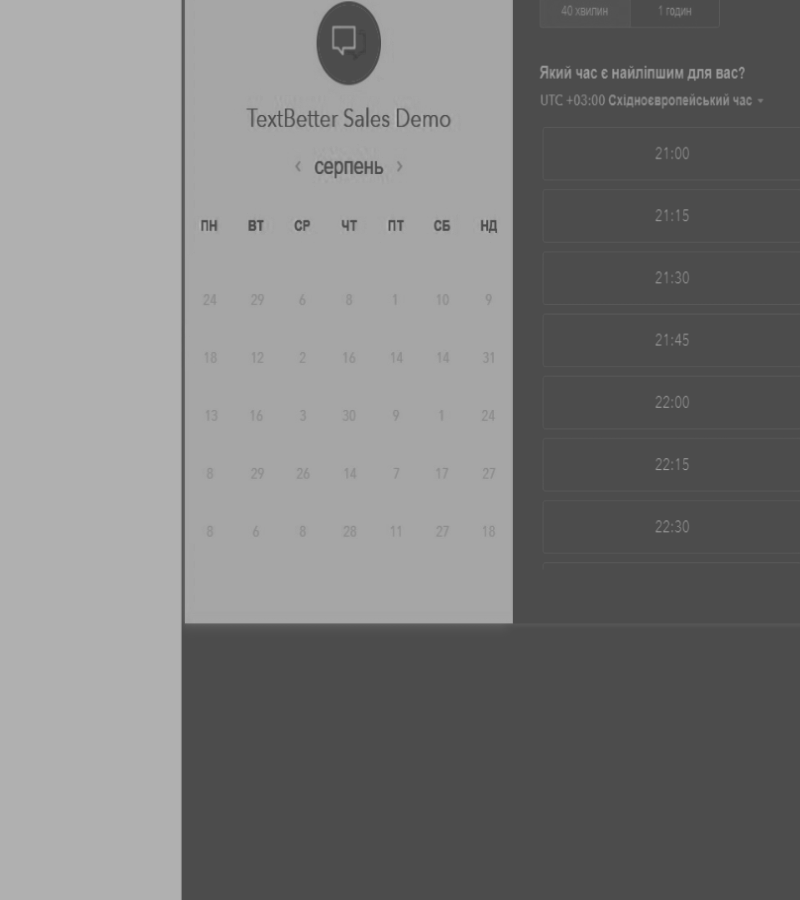 TextBetter Sales Demo
‹ серпень ›
ПН ВТ СР ЧТ ПТ СБ НД
24 29 6 8 1 10 9
18 12 2 16 14 14 31
13 16 3 30 9 1 24
8 29 26 14 7 17 27
8 6 8 28 11 27 18
40 хвилин 1 годин
Який час є найліпшим для вас?
UTC +03:00 Східноєвропейський час
21:00
21:15
21:30
21:45
22:00
22:15
22:30